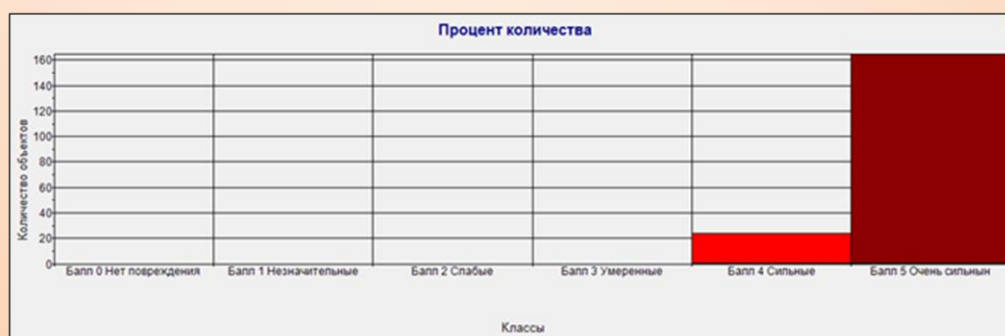 Процент количества
Количество объектов
160
140
120
100
80
60
40
20
0
Балл 0 Нет повреждения Балл 1 Незначительные Балл 2 Слабые Балл 3 Умеренные Балл 4 Сильные Балл 5 Очень сильнын
Классы